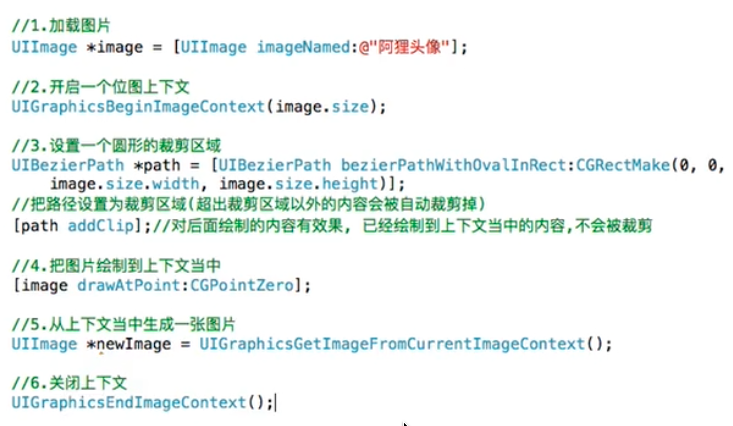 //1.加载图片
UIImage *image = [UIImage imageNamed:@"阿狸头像"];
//2.开启一个位图上下文
UIGraphicsBeginImageContext(image.size);
//3.设置一个圆形的裁剪区域
UIBezierPath *path = [UIBezierPath bezierPathWithOvalInRect:CGRectMake(0, 0,
image.size.width, image.size.height)];
//把路径设置为裁剪区域(超出裁剪区域以外的内容会被自动裁剪掉)
[path addClip];//对后面绘制的内容有效果, 已经绘制到上下文当中的内容,不会被裁剪
//4.把图片绘制到上下文当中
[image drawAtPoint:CGPointZero];
//5.从上下文当中生成一张图片
UIImage *newImage = UIGraphicsGetImageFromCurrentImageContext();
//6.关闭上下文
UIGraphicsEndImageContext();